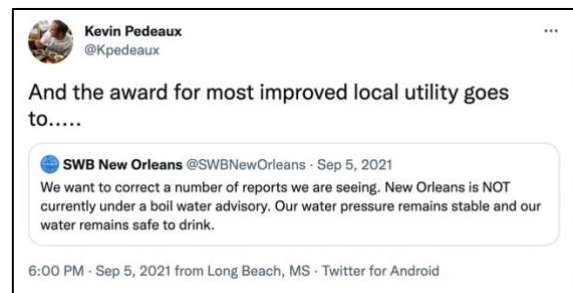 Kevin Pedeaux
@Kpedeaux
And the award for most improved local utility goes
to.....
SWB New Orleans @SWBNewOrleans · Sep 5, 2021
We want to correct a number of reports we are seeing. New Orleans is NOT
currently under a boil water advisory. Our water pressure remains stable and our
water remains safe to drink.
6:00 PM · Sep 5, 2021 from Long Beach, MS · Twitter for Android